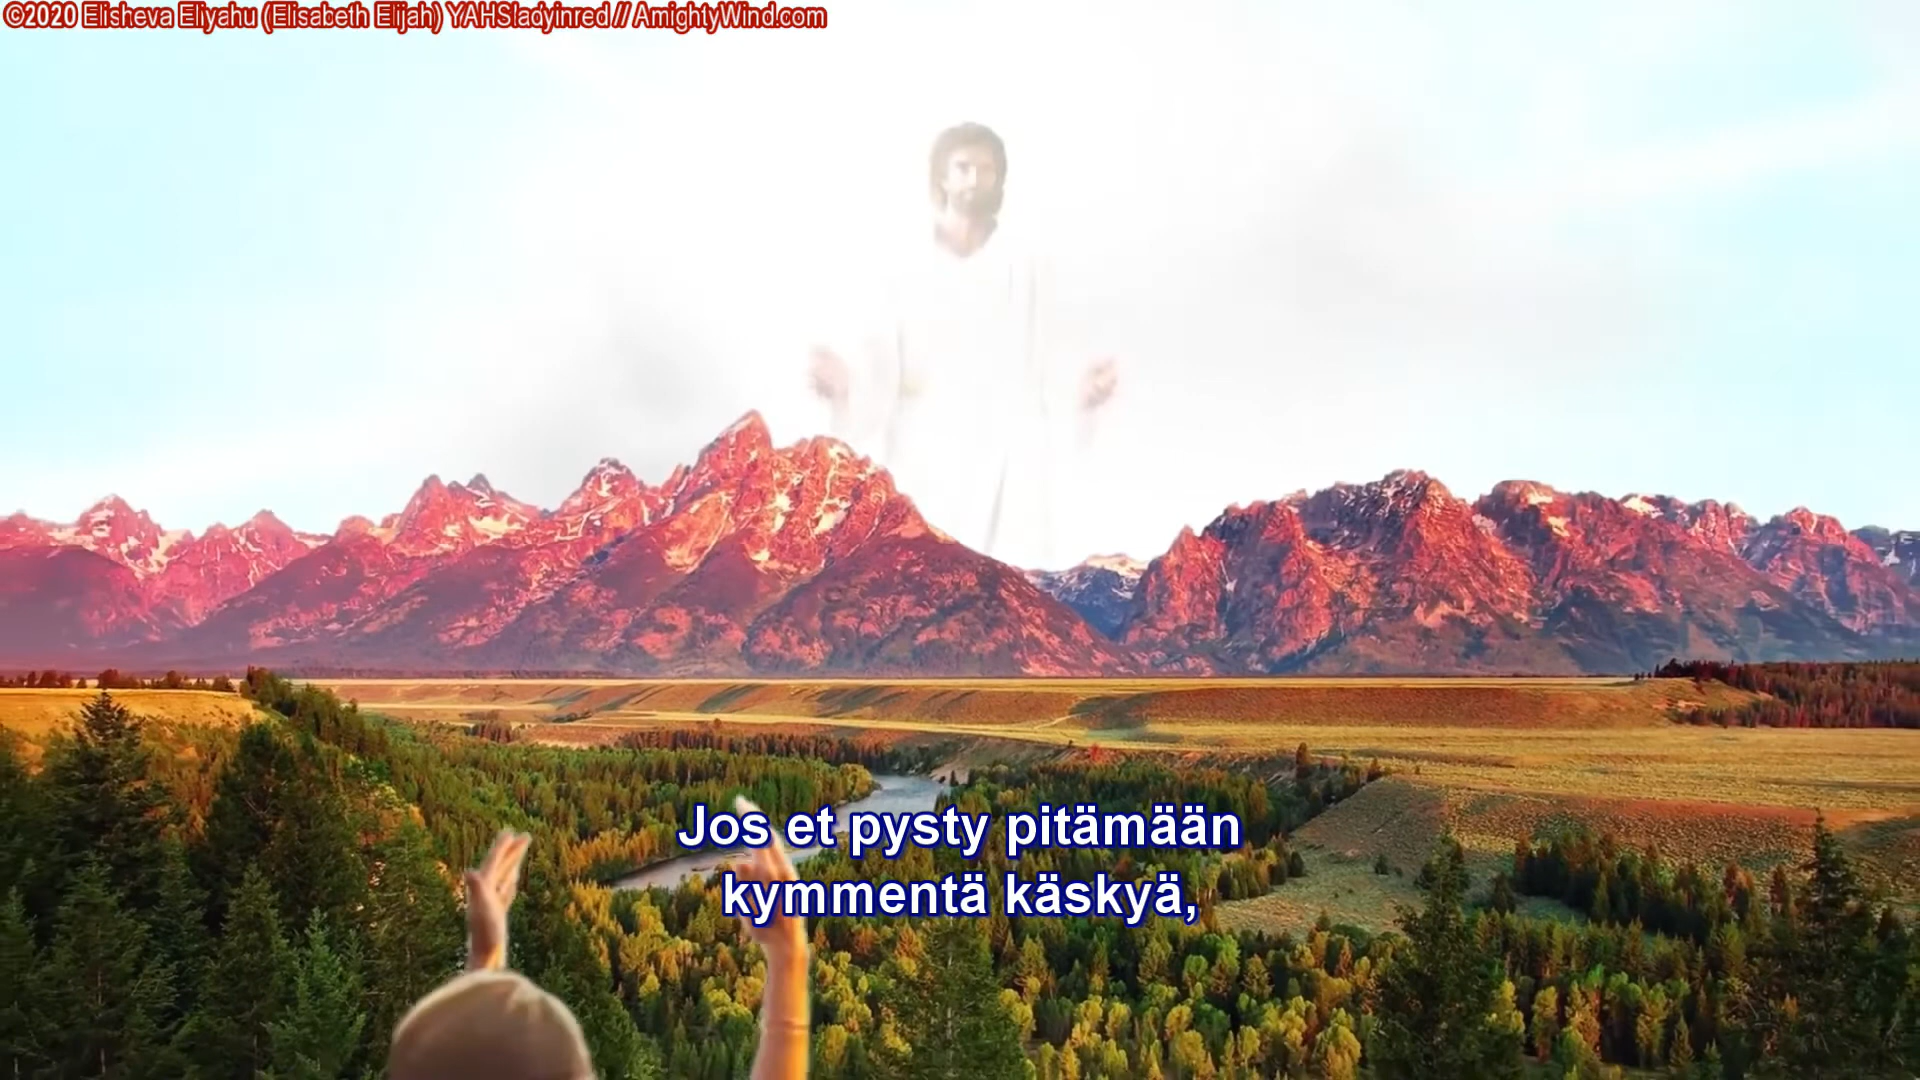 ©2020 Elisheva Eliyahu (Elisabeth Elijah) YAHSladyinred // AmightyWind.com
Jos et pysty pitämään
kymmentä käskyä,